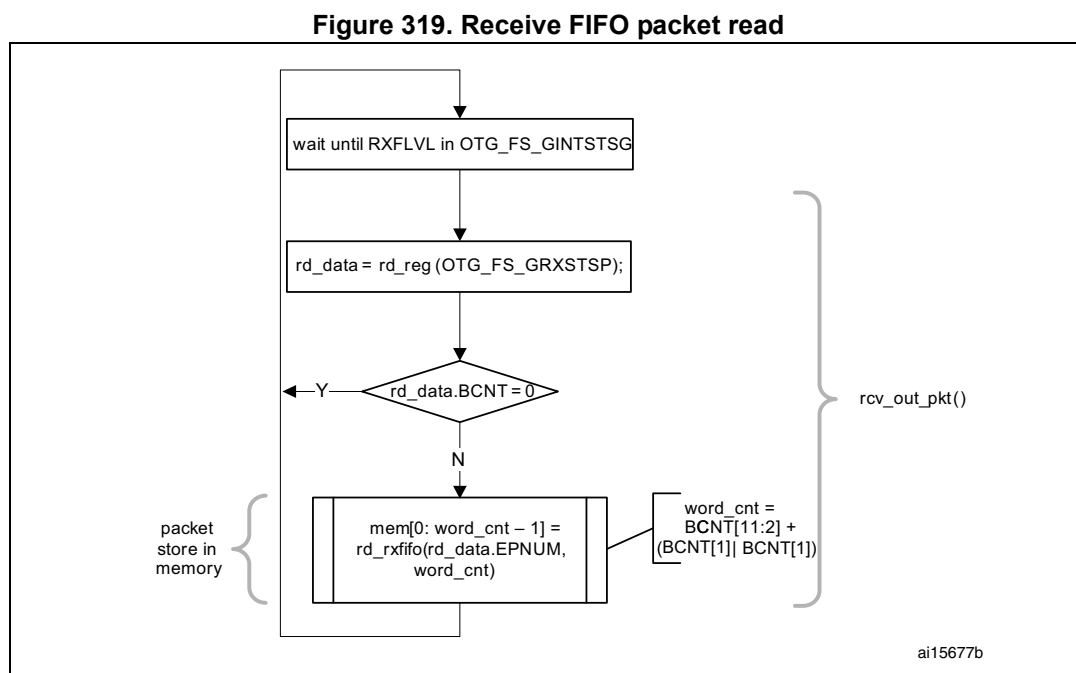 Figure 319. Receive FIFO packet read
wait until RXFLVL in OTG_FS_GINTSTSG
rd_data = rd_reg (OTG_FS_GRXSTSP);
rd_data.BCNT = 0
Y
rcv_out_pkt()
N
packet
store in
memory
mem[0: word_cnt – 1] =
rd_rxfifo(rd_data.EPNUM,
word_cnt)
word_cnt =
BCNT[11:2] +
(BCNT[1] | BCNT[1])
ai15677b